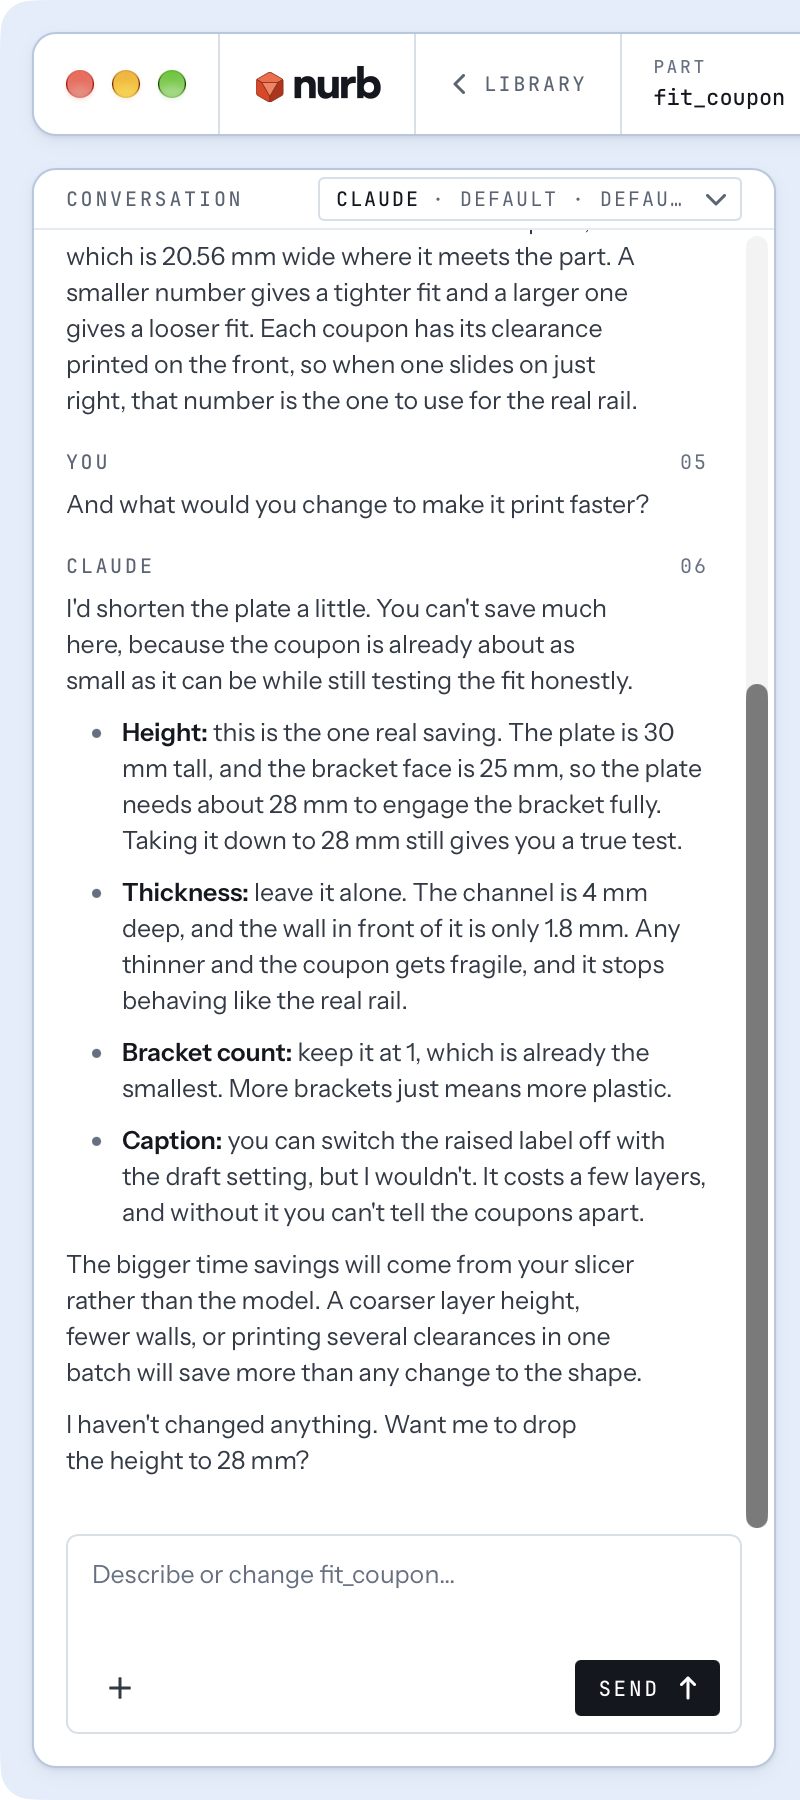 nurb
LIBRARY
PART
fit_coupon
CONVERSATION
CLAUDE · DEFAULT · DEFAU…
which is 20.56 mm wide where it meets the part. A
smaller number gives a tighter fit and a larger one
gives a looser fit. Each coupon has its clearance
printed on the front, so when one slides on just
right, that number is the one to use for the real rail.
YOU 05
And what would you change to make it print faster?
CLAUDE 06
I'd shorten the plate a little. You can't save much
here, because the coupon is already about as
small as it can be while still testing the fit honestly.
• Height: this is the one real saving. The plate is 30
mm tall, and the bracket face is 25 mm, so the plate
needs about 28 mm to engage the bracket fully.
Taking it down to 28 mm still gives you a true test.
• Thickness: leave it alone. The channel is 4 mm
deep, and the wall in front of it is only 1.8 mm. Any
thinner and the coupon gets fragile, and it stops
behaving like the real rail.
• Bracket count: keep it at 1, which is already the
smallest. More brackets just means more plastic.
• Caption: you can switch the raised label off with
the draft setting, but I wouldn't. It costs a few layers,
and without it you can't tell the coupons apart.
The bigger time savings will come from your slicer
rather than the model. A coarser layer height,
fewer walls, or printing several clearances in one
batch will save more than any change to the shape.
I haven't changed anything. Want me to drop
the height to 28 mm?
Describe or change fit_coupon...
SEND